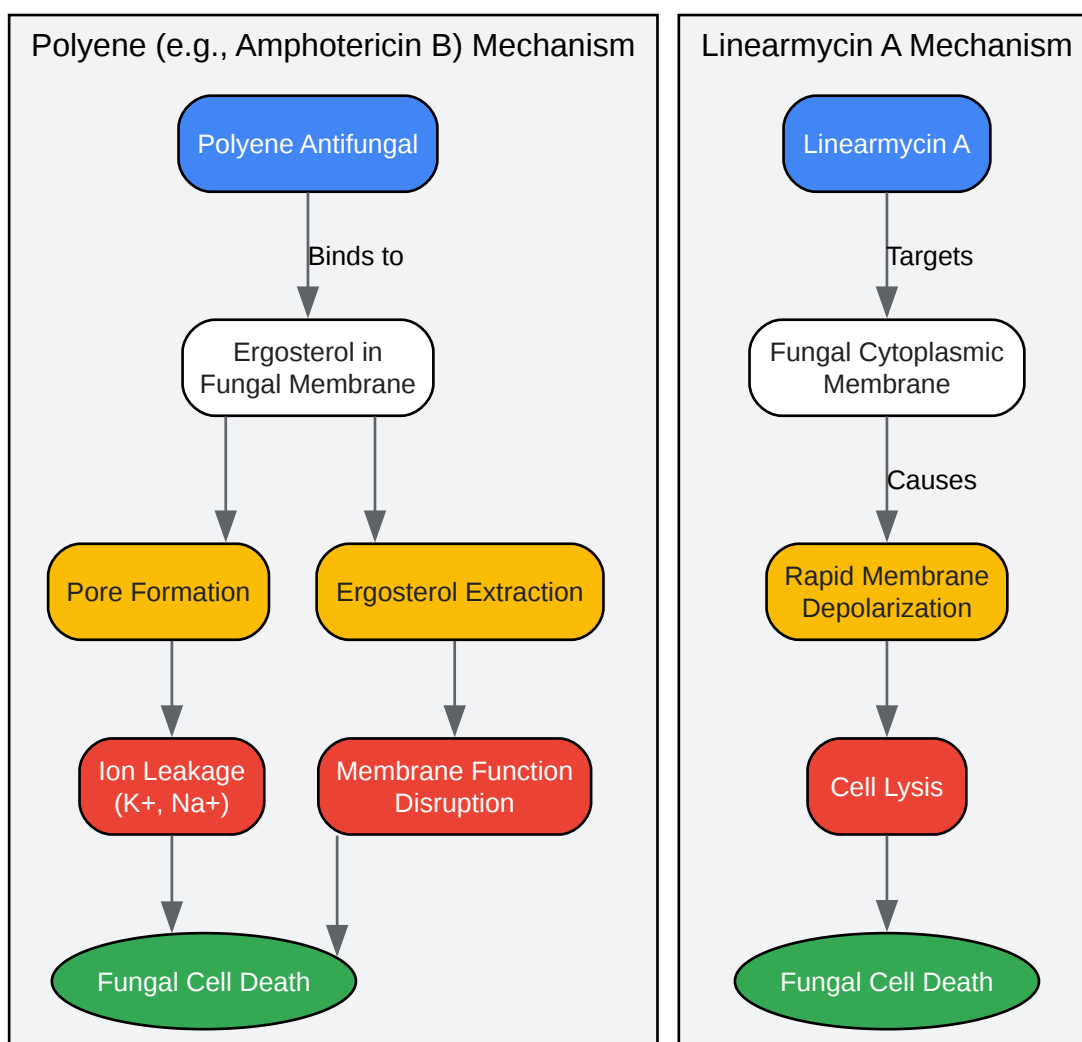 Polyene (e.g., Amphotericin B) Mechanism
Polyene Antifungal
Binds to
Ergosterol in
Fungal Membrane
Pore Formation
Ergosterol Extraction
Ion Leakage
(K+, Na+)
Membrane Function
Disruption
Fungal Cell Death
Linearmycin A Mechanism
Linearmycin A
Targets
Fungal Cytoplasmic
Membrane
Causes
Rapid Membrane
Depolarization
Cell Lysis
Fungal Cell Death